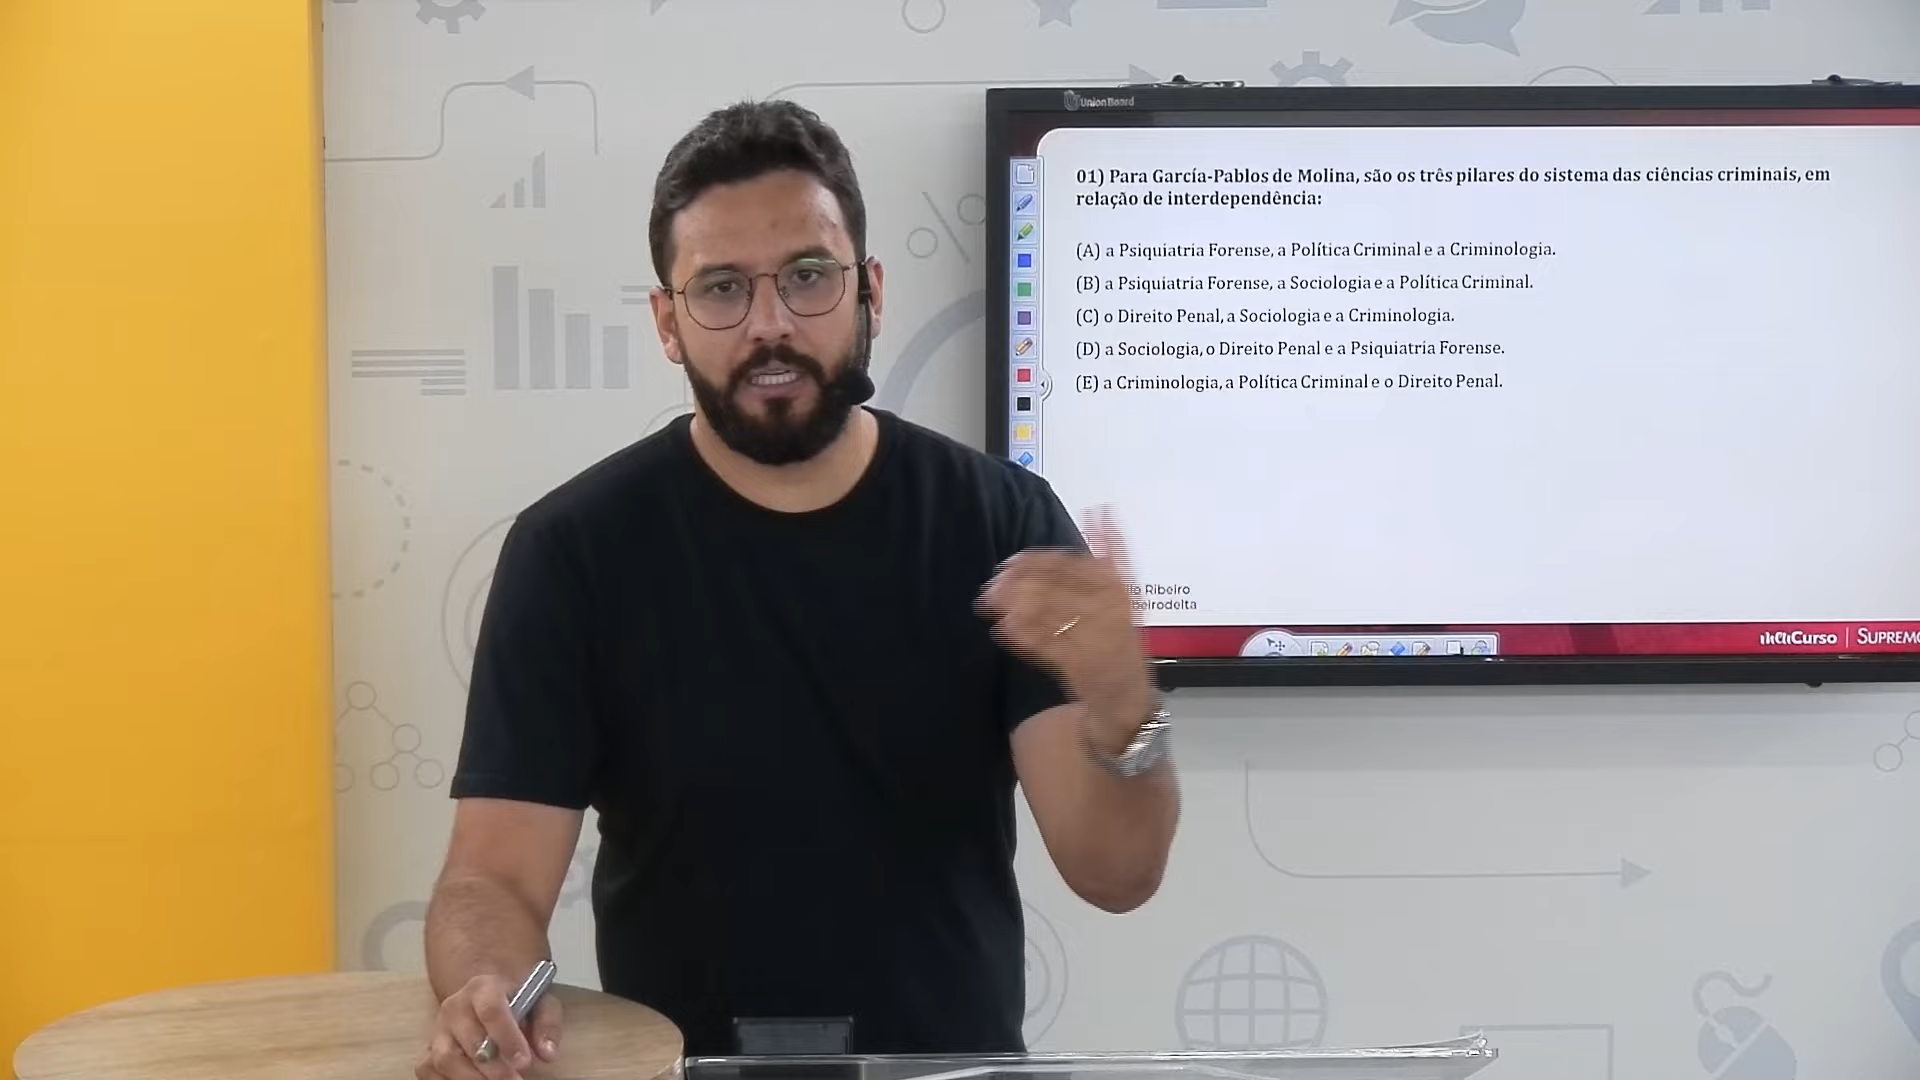 UnionBoard
01) Para García-Pablos de Molina, são os três pilares do sistema das ciências criminais, em
relação de interdependência:
(A) a Psiquiatria Forense, a Política Criminal e a Criminologia.
(B) a Psiquiatria Forense, a Sociologia e a Política Criminal.
(C) o Direito Penal, a Sociologia e a Criminologia.
(D) a Sociologia, o Direito Penal e a Psiquiatria Forense.
(E) a Criminologia, a Política Criminal e o Direito Penal.
Ribeiro
beirodelta
Curso | SUPREMO